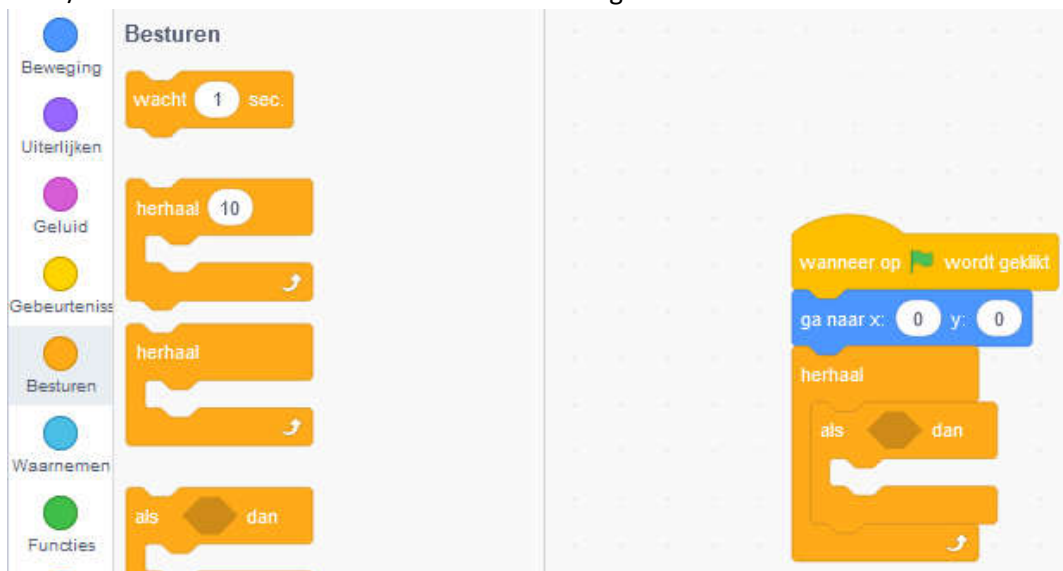 Besturen
Beweging
Uiterlijken
Geluid
Gebeurteniss
Besturen
Waarnemen
Functies
wacht 1 sec.
herhaal 10
herhaal
als dan
wanneer op wordt geklikt
ga naar x: 0 y: 0
herhaal
als dan